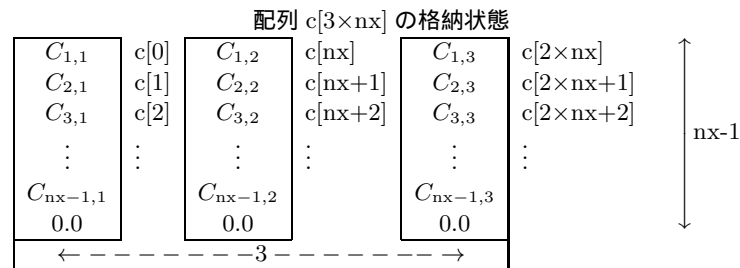 配列 c[3×nx] の格納状態
C1,1 c[0] C1,2 c[nx] C1,3 c[2×nx]
C2,1 c[1] C2,2 c[nx+1] C2,3 c[2×nx+1]
C3,1 c[2] C3,2 c[nx+2] C3,3 c[2×nx+2]
⋮ ⋮ ⋮ ⋮ ⋮ ⋮ nx-1
Cnx−1,1 Cnx−1,2 Cnx−1,3
0.0 0.0 0.0
3